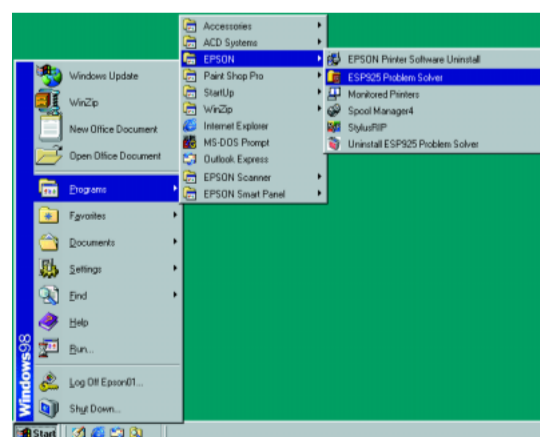 Accessories
ACD Systems
EPSON
Paint Shop Pro
StartUp
WinZip
Internet Explorer
MS-DOS Prompt
Outlook Express
EPSON Scanner
EPSON Smart Panel
EPSON Printer Software Uninstall
ESP925 Problem Solver
Monitored Printers
Spool Manager4
StylusRIP
Uninstall ESP925 Problem Solver
Windows Update
WinZip
New Office Document
Open Office Document
Programs
Favorites
Documents
Settings
Find
Help
Run...
Log Off Epson01...
Shut Down...
Windows98
Start